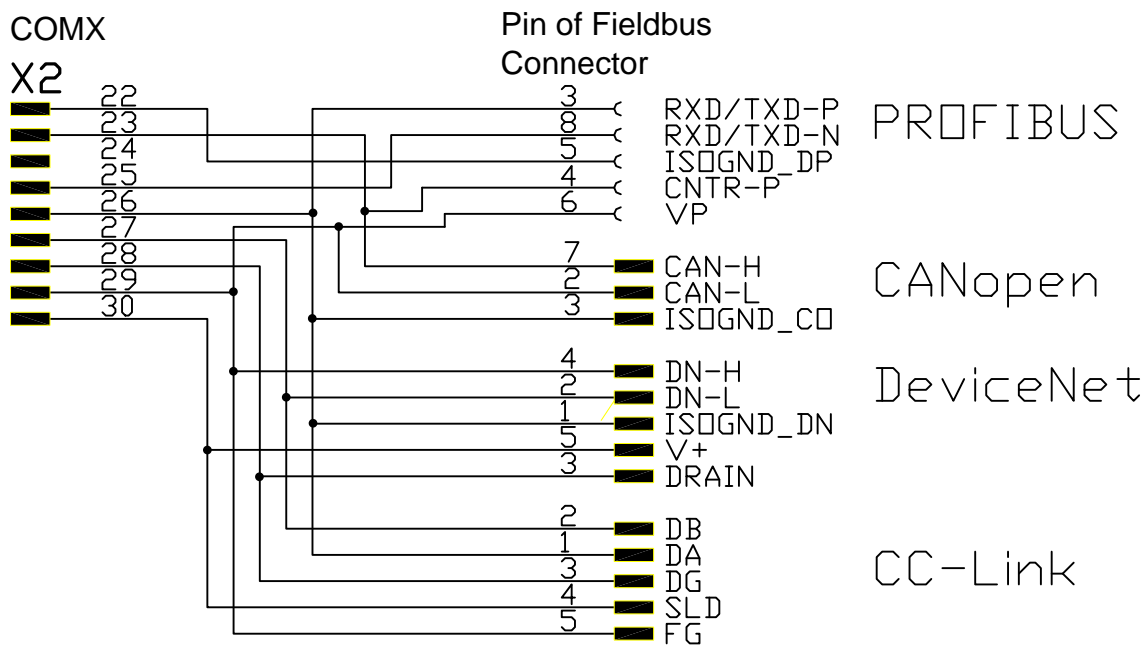 COMX
Pin of Fieldbus
Connector
X2
22
23
24
25
26
27
28
29
30
3 RXD/TXD-P
8 RXD/TXD-N
5 ISOGND_DP
4 CNTR-P
6 VP
PROFIBUS
7 CAN-H
2 CAN-L
3 ISOGND_CO
CANopen
4 DN-H
2 DN-L
1 ISOGND_DN
5 V+
3 DRAIN
DeviceNet
2 DB
1 DA
3 DG
4 SLD
5 FG
CC-Link